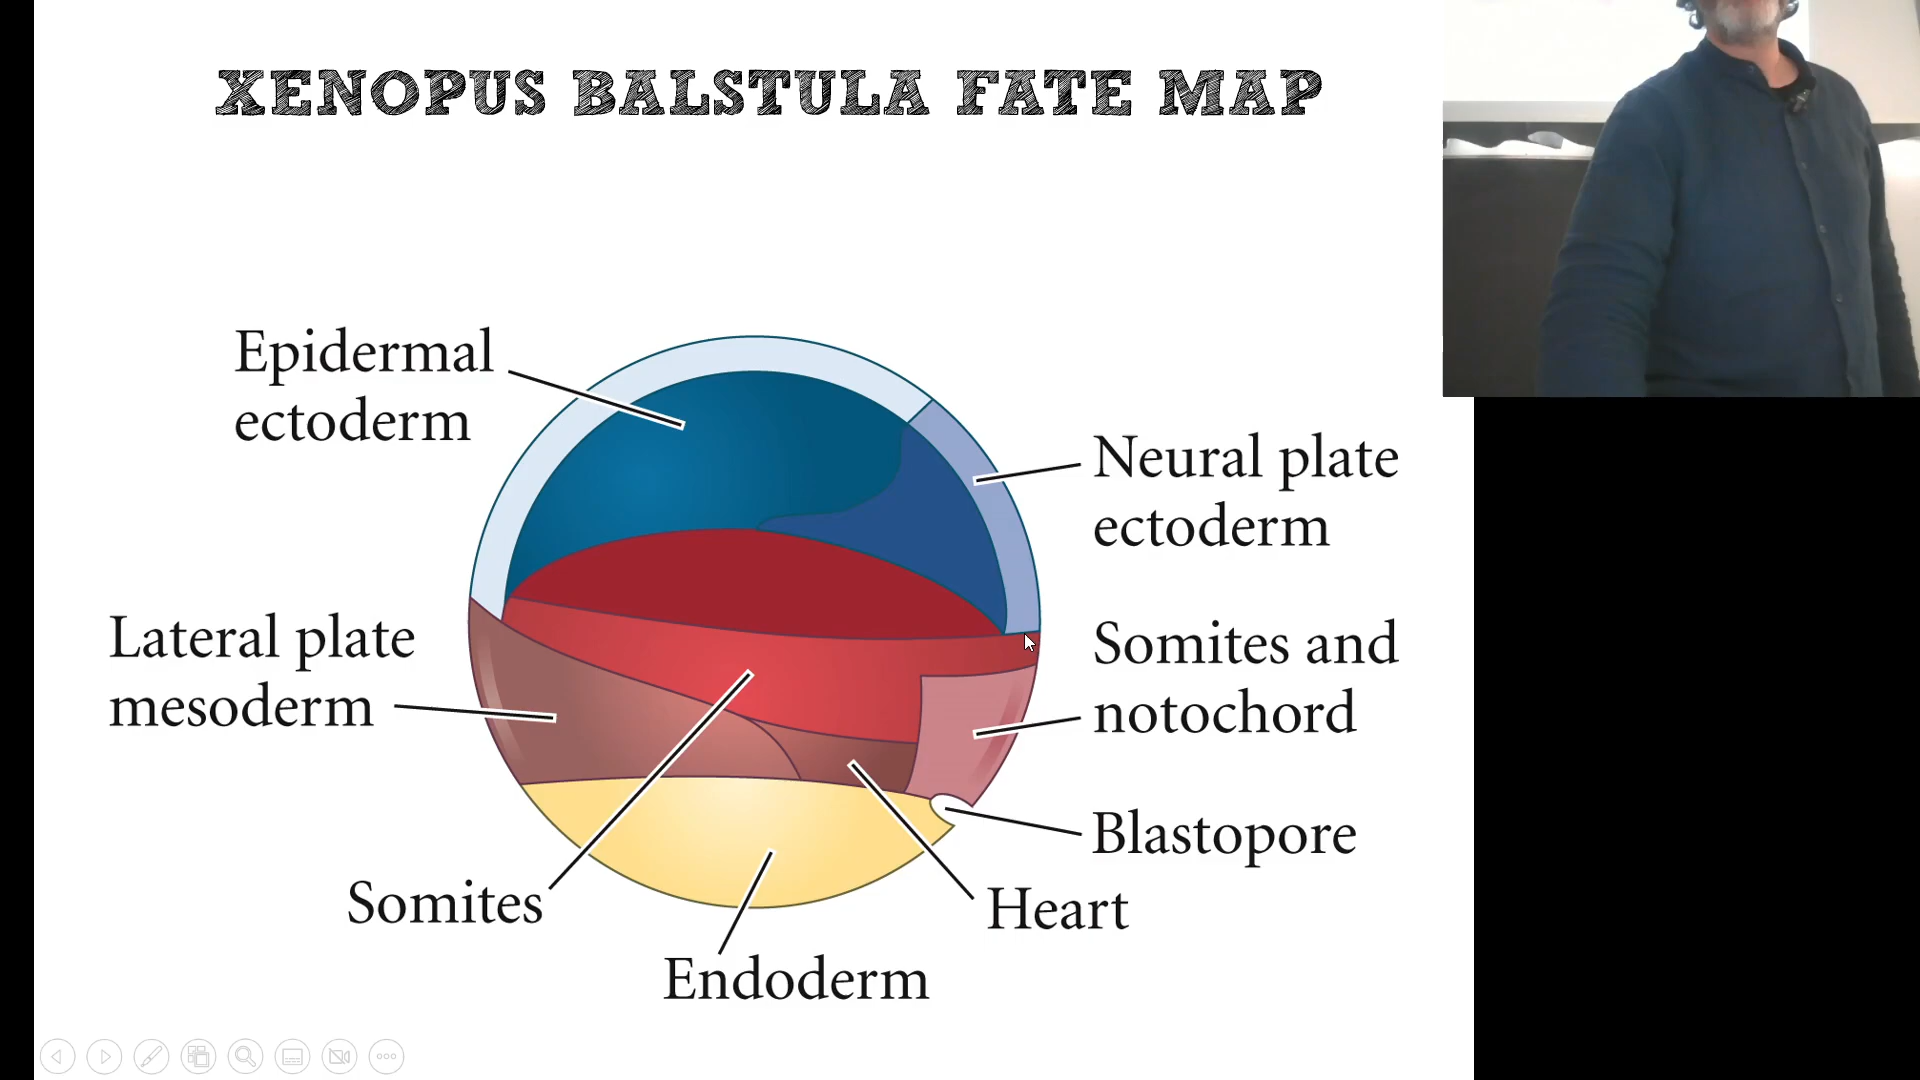 XENOPUS BALSTULA FATE MAP
Epidermal
ectoderm
Neural plate
ectoderm
Lateral plate
mesoderm
Somites and
notochord
Blastopore
Somites
Heart
Endoderm